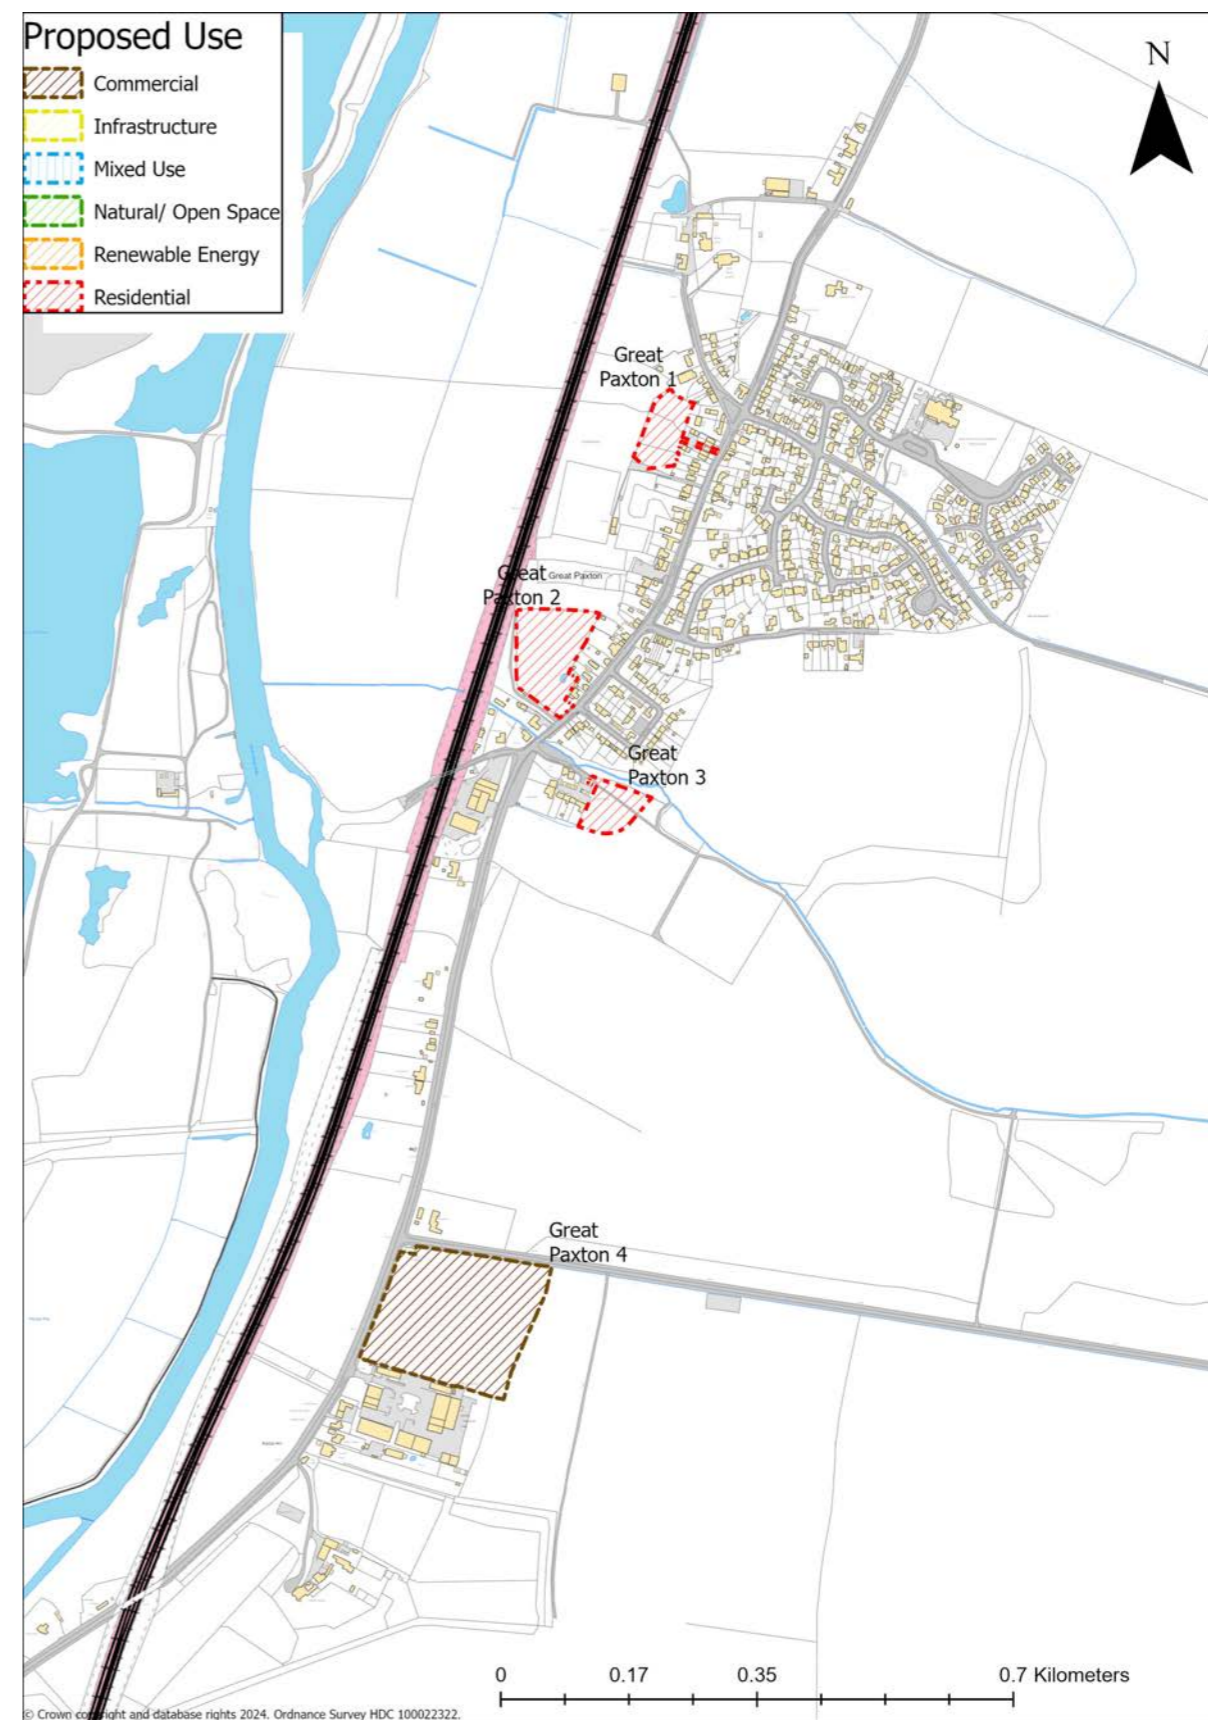 Proposed Use
Commercial
Infrastructure
Mixed Use
Natural/ Open Space
Renewable Energy
Residential
N
Great
Paxton 1
Great
Paxton 2
Great Paxton
Great
Paxton 3
Great
Paxton 4
0 0.17 0.35 0.7 Kilometers
© Crown copyright and database rights 2024. Ordnance Survey HDC 100022322.